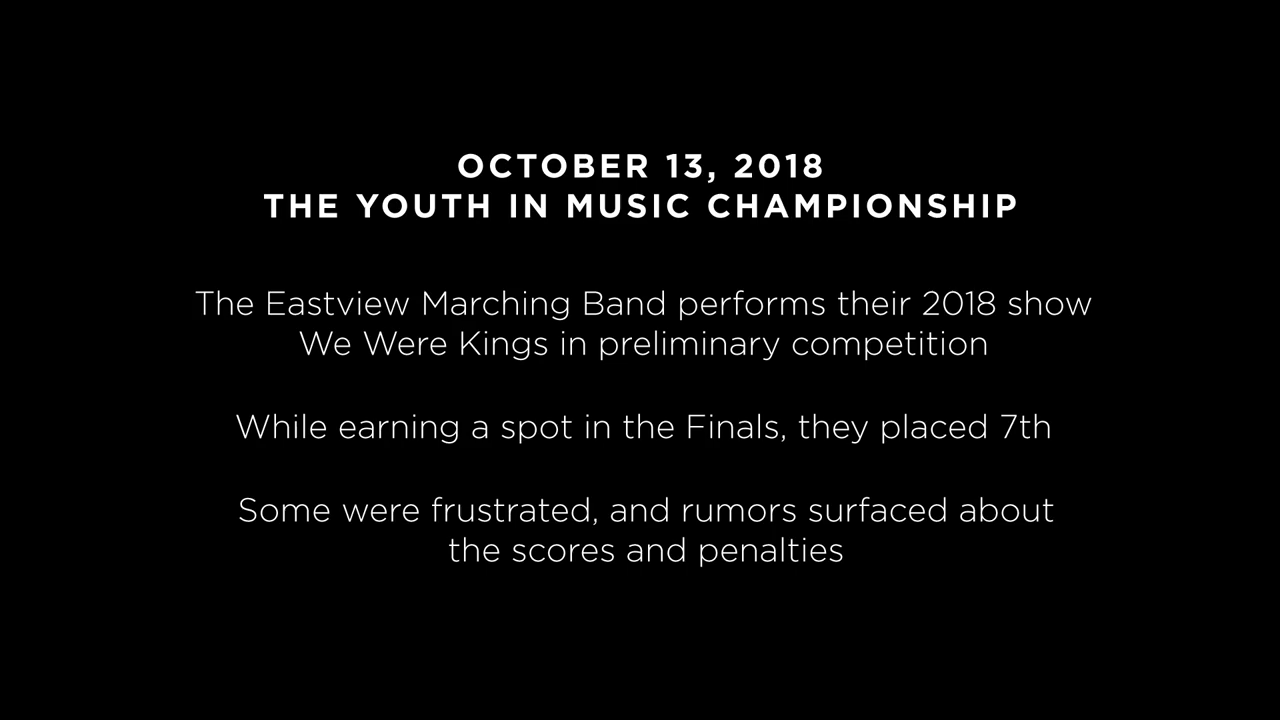 OCTOBER 13, 2018
THE YOUTH IN MUSIC CHAMPIONSHIP
The Eastview Marching Band performs their 2018 show
We Were Kings in preliminary competition
While earning a spot in the Finals, they placed 7th
Some were frustrated, and rumors surfaced about
the scores and penalties